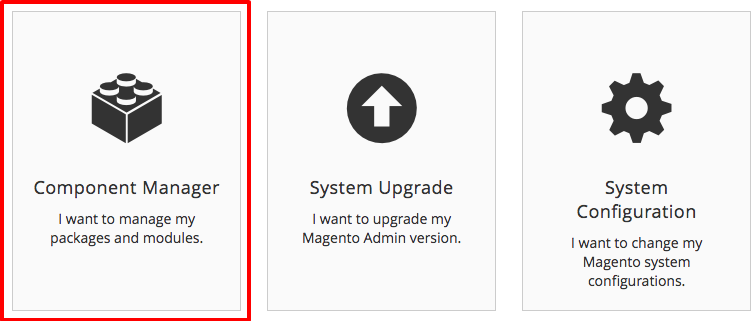 Component Manager
I want to manage my
packages and modules.
System Upgrade
I want to upgrade my
Magento Admin version.
System
Configuration
I want to change my
Magento system
configurations.